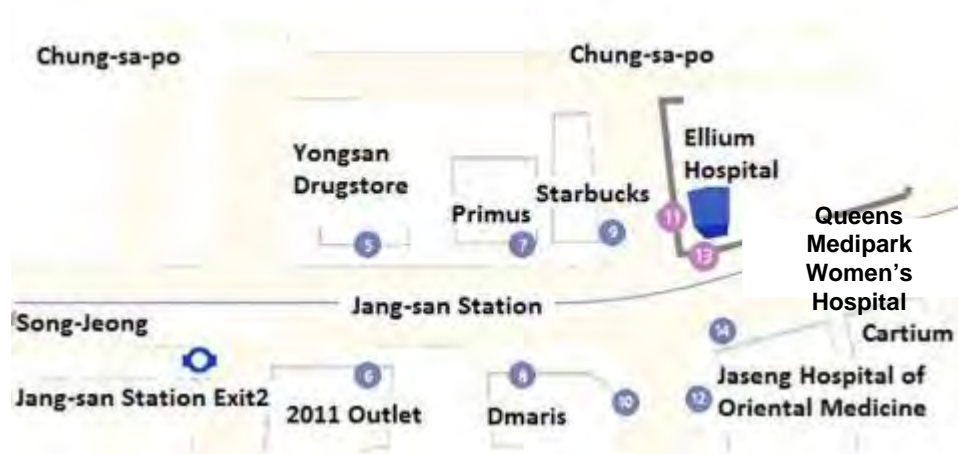 Chung-sa-po
Chung-sa-po
Yongsan
Drugstore
Primus
Starbucks
Ellium
Hospital
5
7
9
11
13
Queens
Medipark
Women’s
Hospital
Jang-san Station
Song-Jeong
Jang-san Station Exit2
6
2011 Outlet
8
Dmaris
10
12
14
Cartium
Jaseng Hospital of
Oriental Medicine